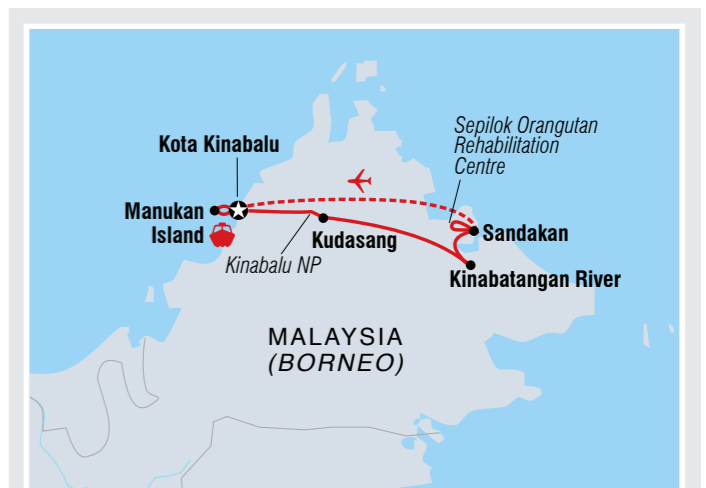 Sepilok Orangutan
Rehabilitation
Centre
Kota Kinabalu
Manukan
Island
Kudasang
Sandakan
Kinabalu NP
Kinabatangan River
MALAYSIA
(BORNEO)